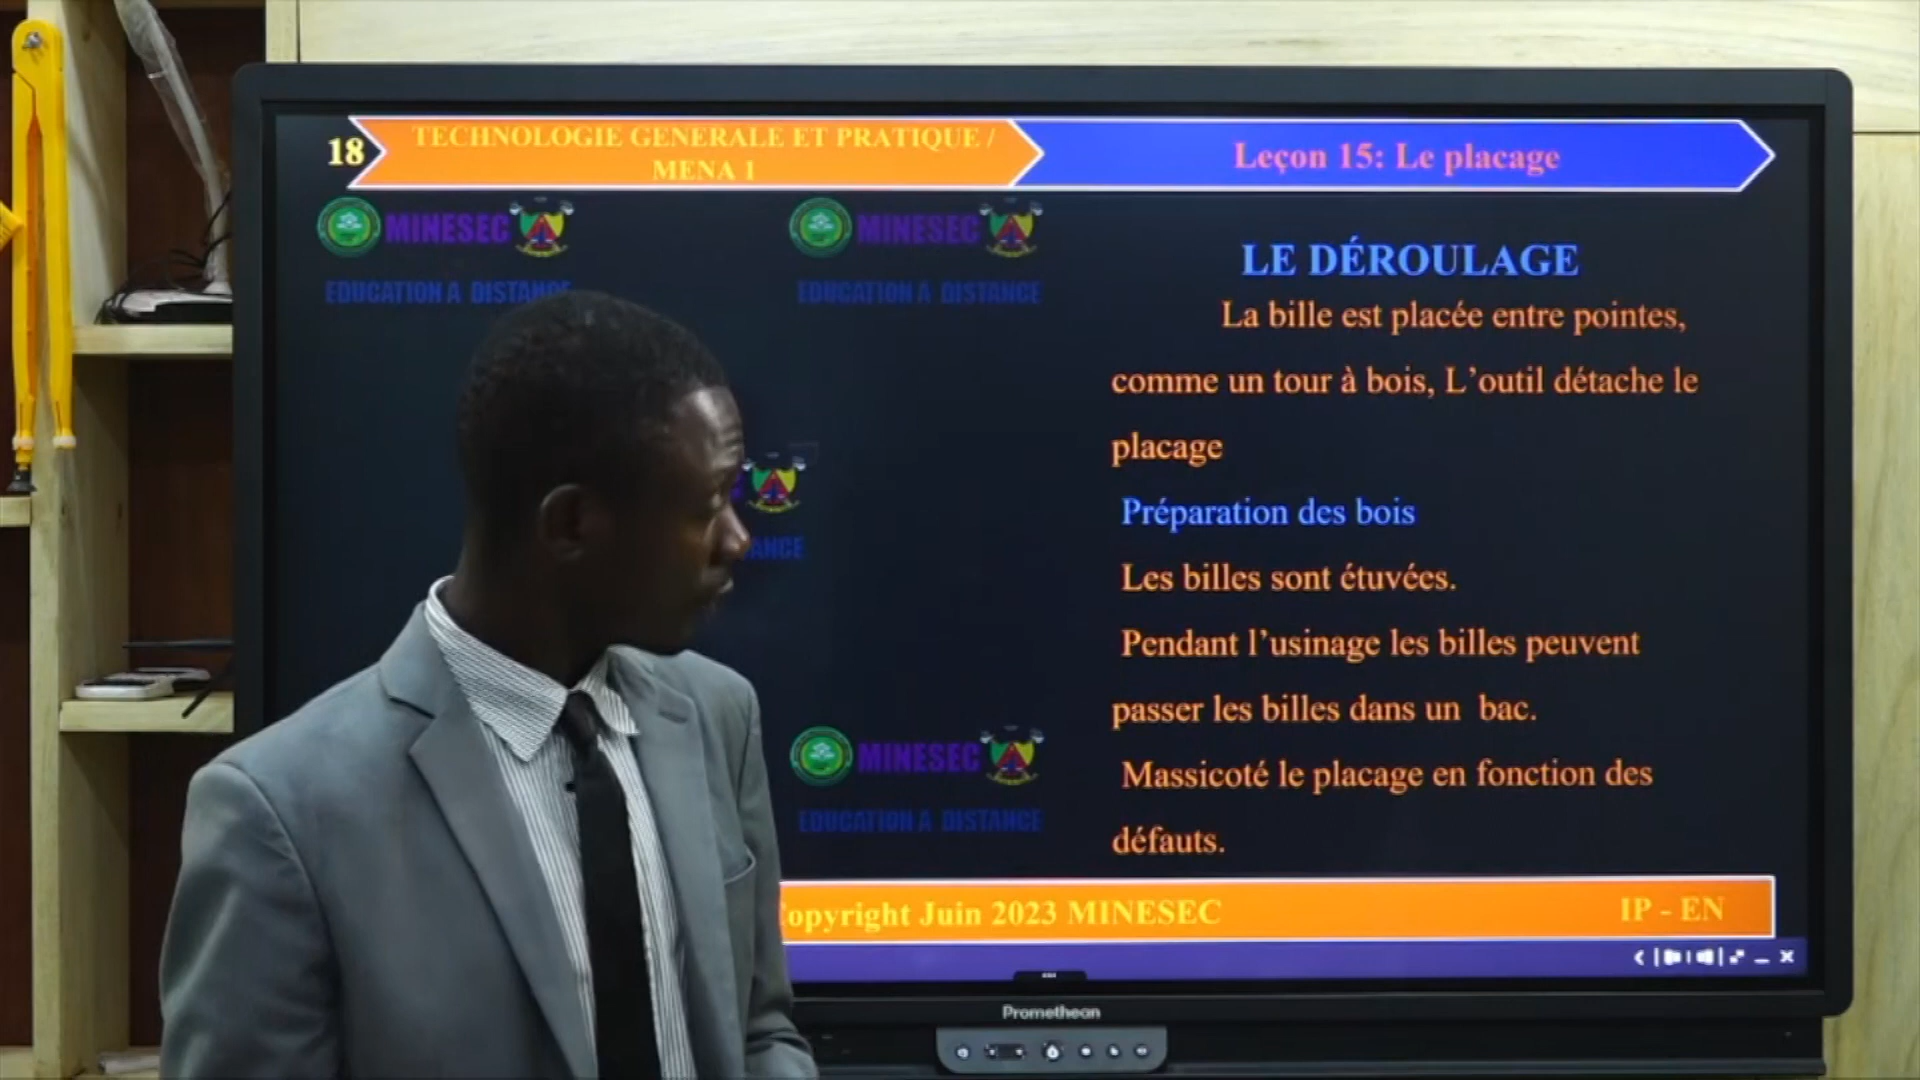 18
TECHNOLOGIE GENERALE ET PRATIQUE /
MENA 1
Leçon 15: Le placage
MINESEC
EDUCATION A DISTANCE
MINESEC
EDUCATION A DISTANCE
LE DÉROULAGE
La bille est placée entre pointes,
comme un tour à bois, L’outil détache le
placage
Préparation des bois
Les billes sont étuvées.
Pendant l’usinage les billes peuvent
passer les billes dans un bac.
Massicoté le placage en fonction des
défauts.
ANCE
MINESEC
EDUCATION A DISTANCE
opyright Juin 2023 MINESEC
IP - EN
Promethean